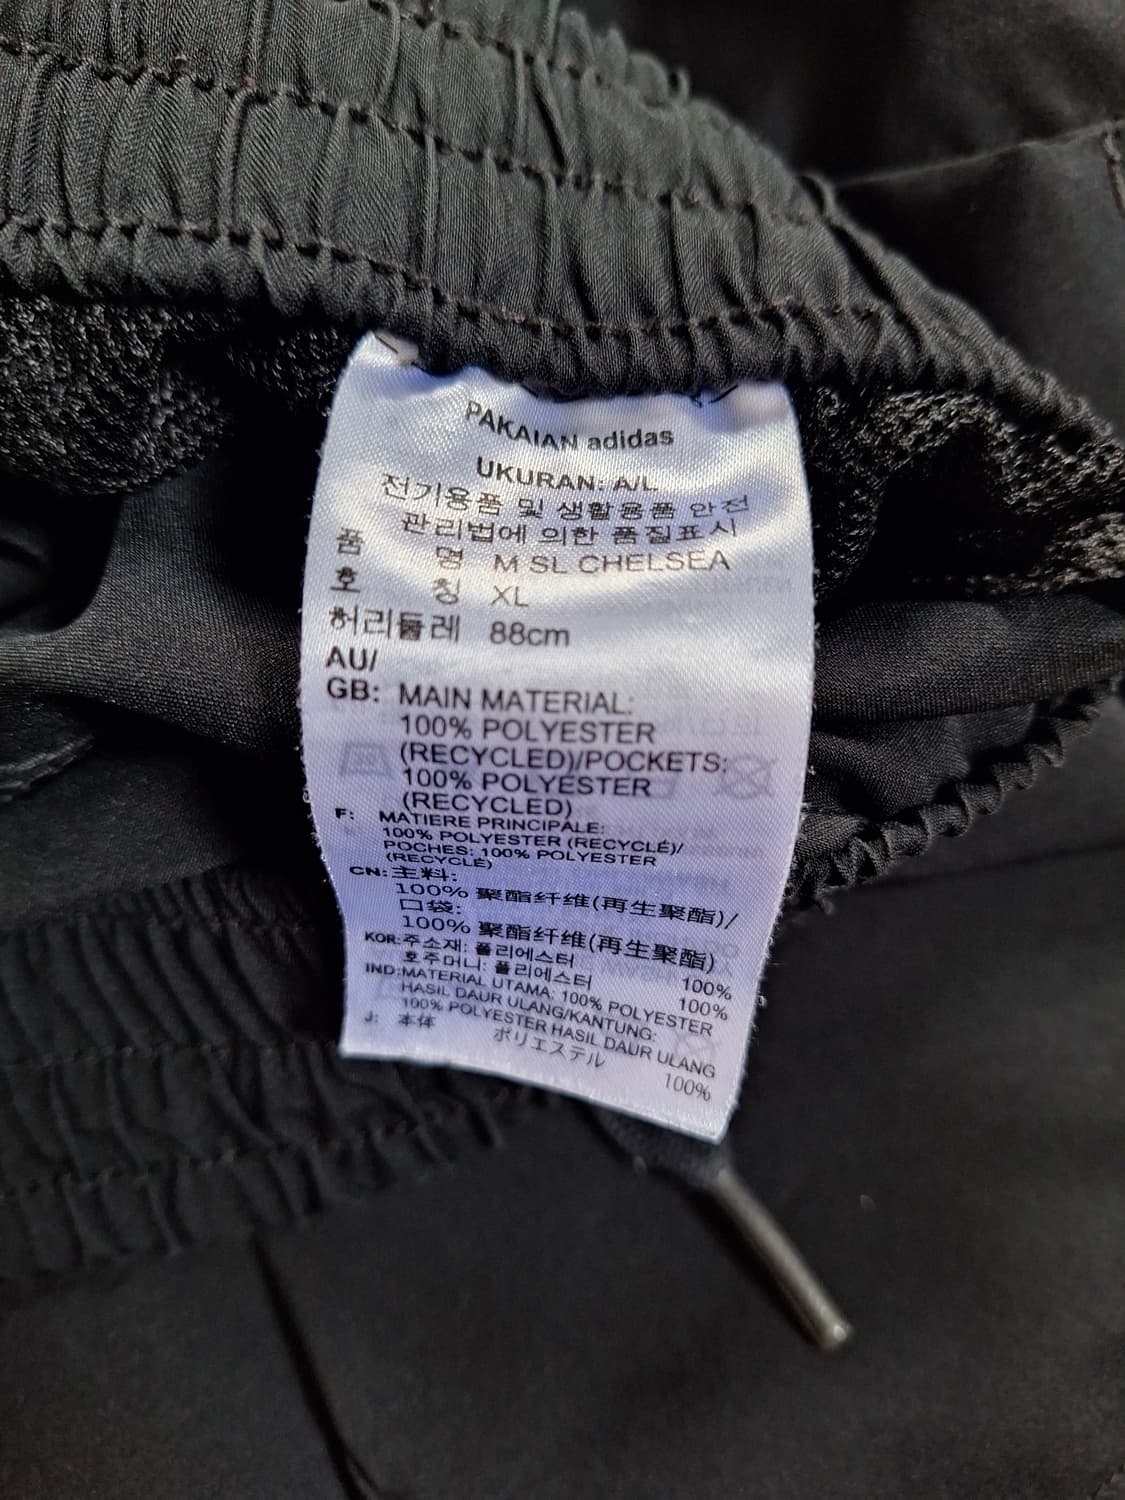 PAKAIAN adidas
UKURAN: A/L
전기용품 및 생활용품 안전
관리법에 의한 품질표시
품 명 M SL CHELSEA
호 칭 XL
허리둘레 88cm
AU/
GB: MAIN MATERIAL:
100% POLYESTER
(RECYCLED)/POCKETS:
100% POLYESTER
(RECYCLED)
F: MATIERE PRINCIPALE:
100% POLYESTER (RECYCLÉ)/
POCHES: 100% POLYESTER
(RECYCLÉ)
CN: 主料:
100% 聚酯纤维(再生聚酯)/
口袋:
100% 聚酯纤维(再生聚酯)
KOR: 주소재: 폴리에스터 100%
호주머니: 폴리에스터 100%
IND: MATERIAL UTAMA: 100% POLYESTER
HASIL DAUR ULANG/KANTUNG:
100% POLYESTER HASIL DAUR ULANG
J: 本体 ポリエステル 100%